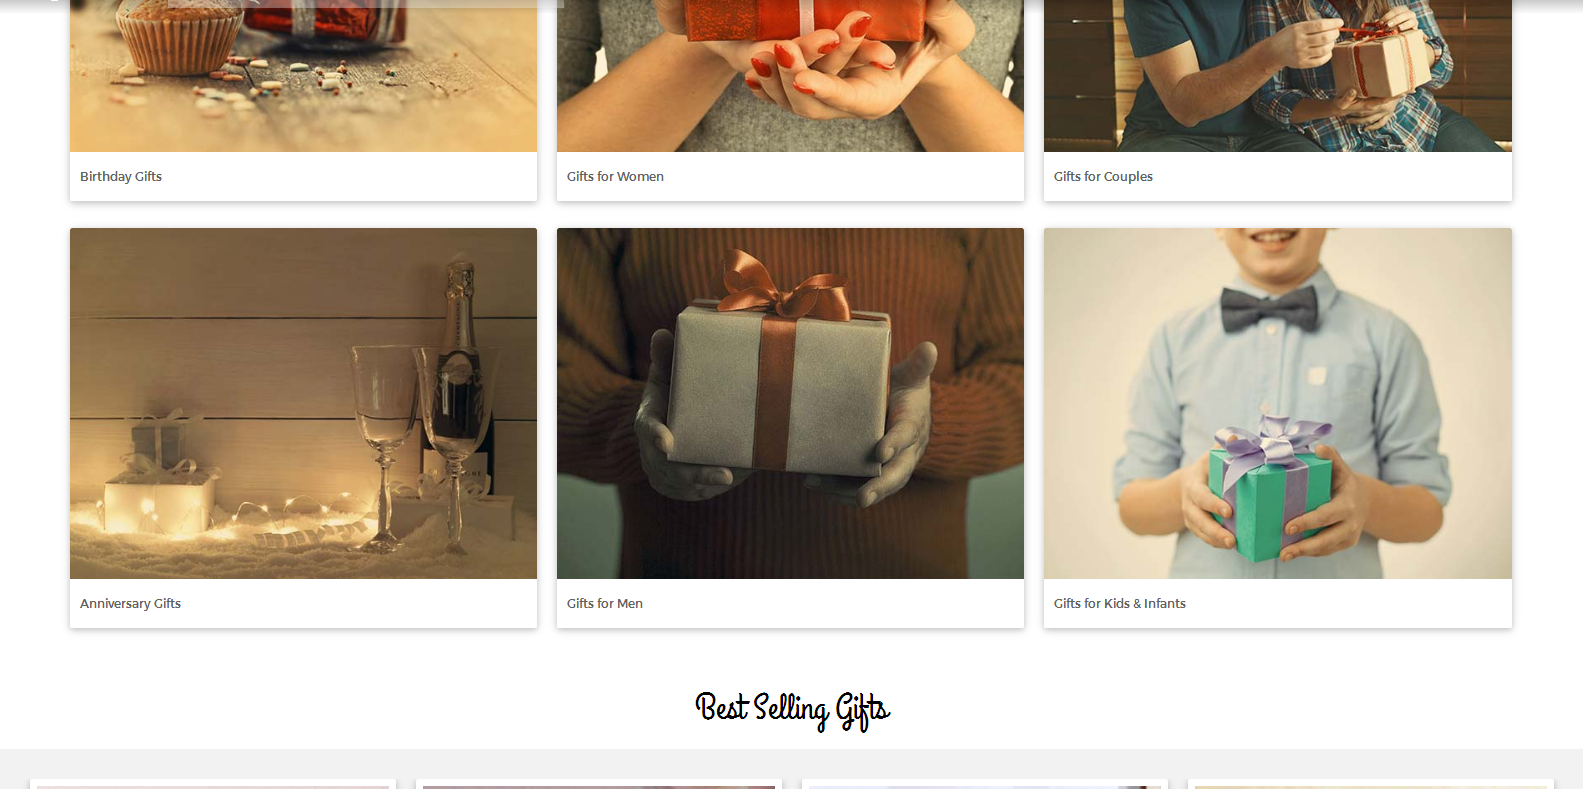 Birthday Gifts
Gifts for Women
Gifts for Couples
Anniversary Gifts
Gifts for Men
Gifts for Kids & Infants
Best Selling Gifts